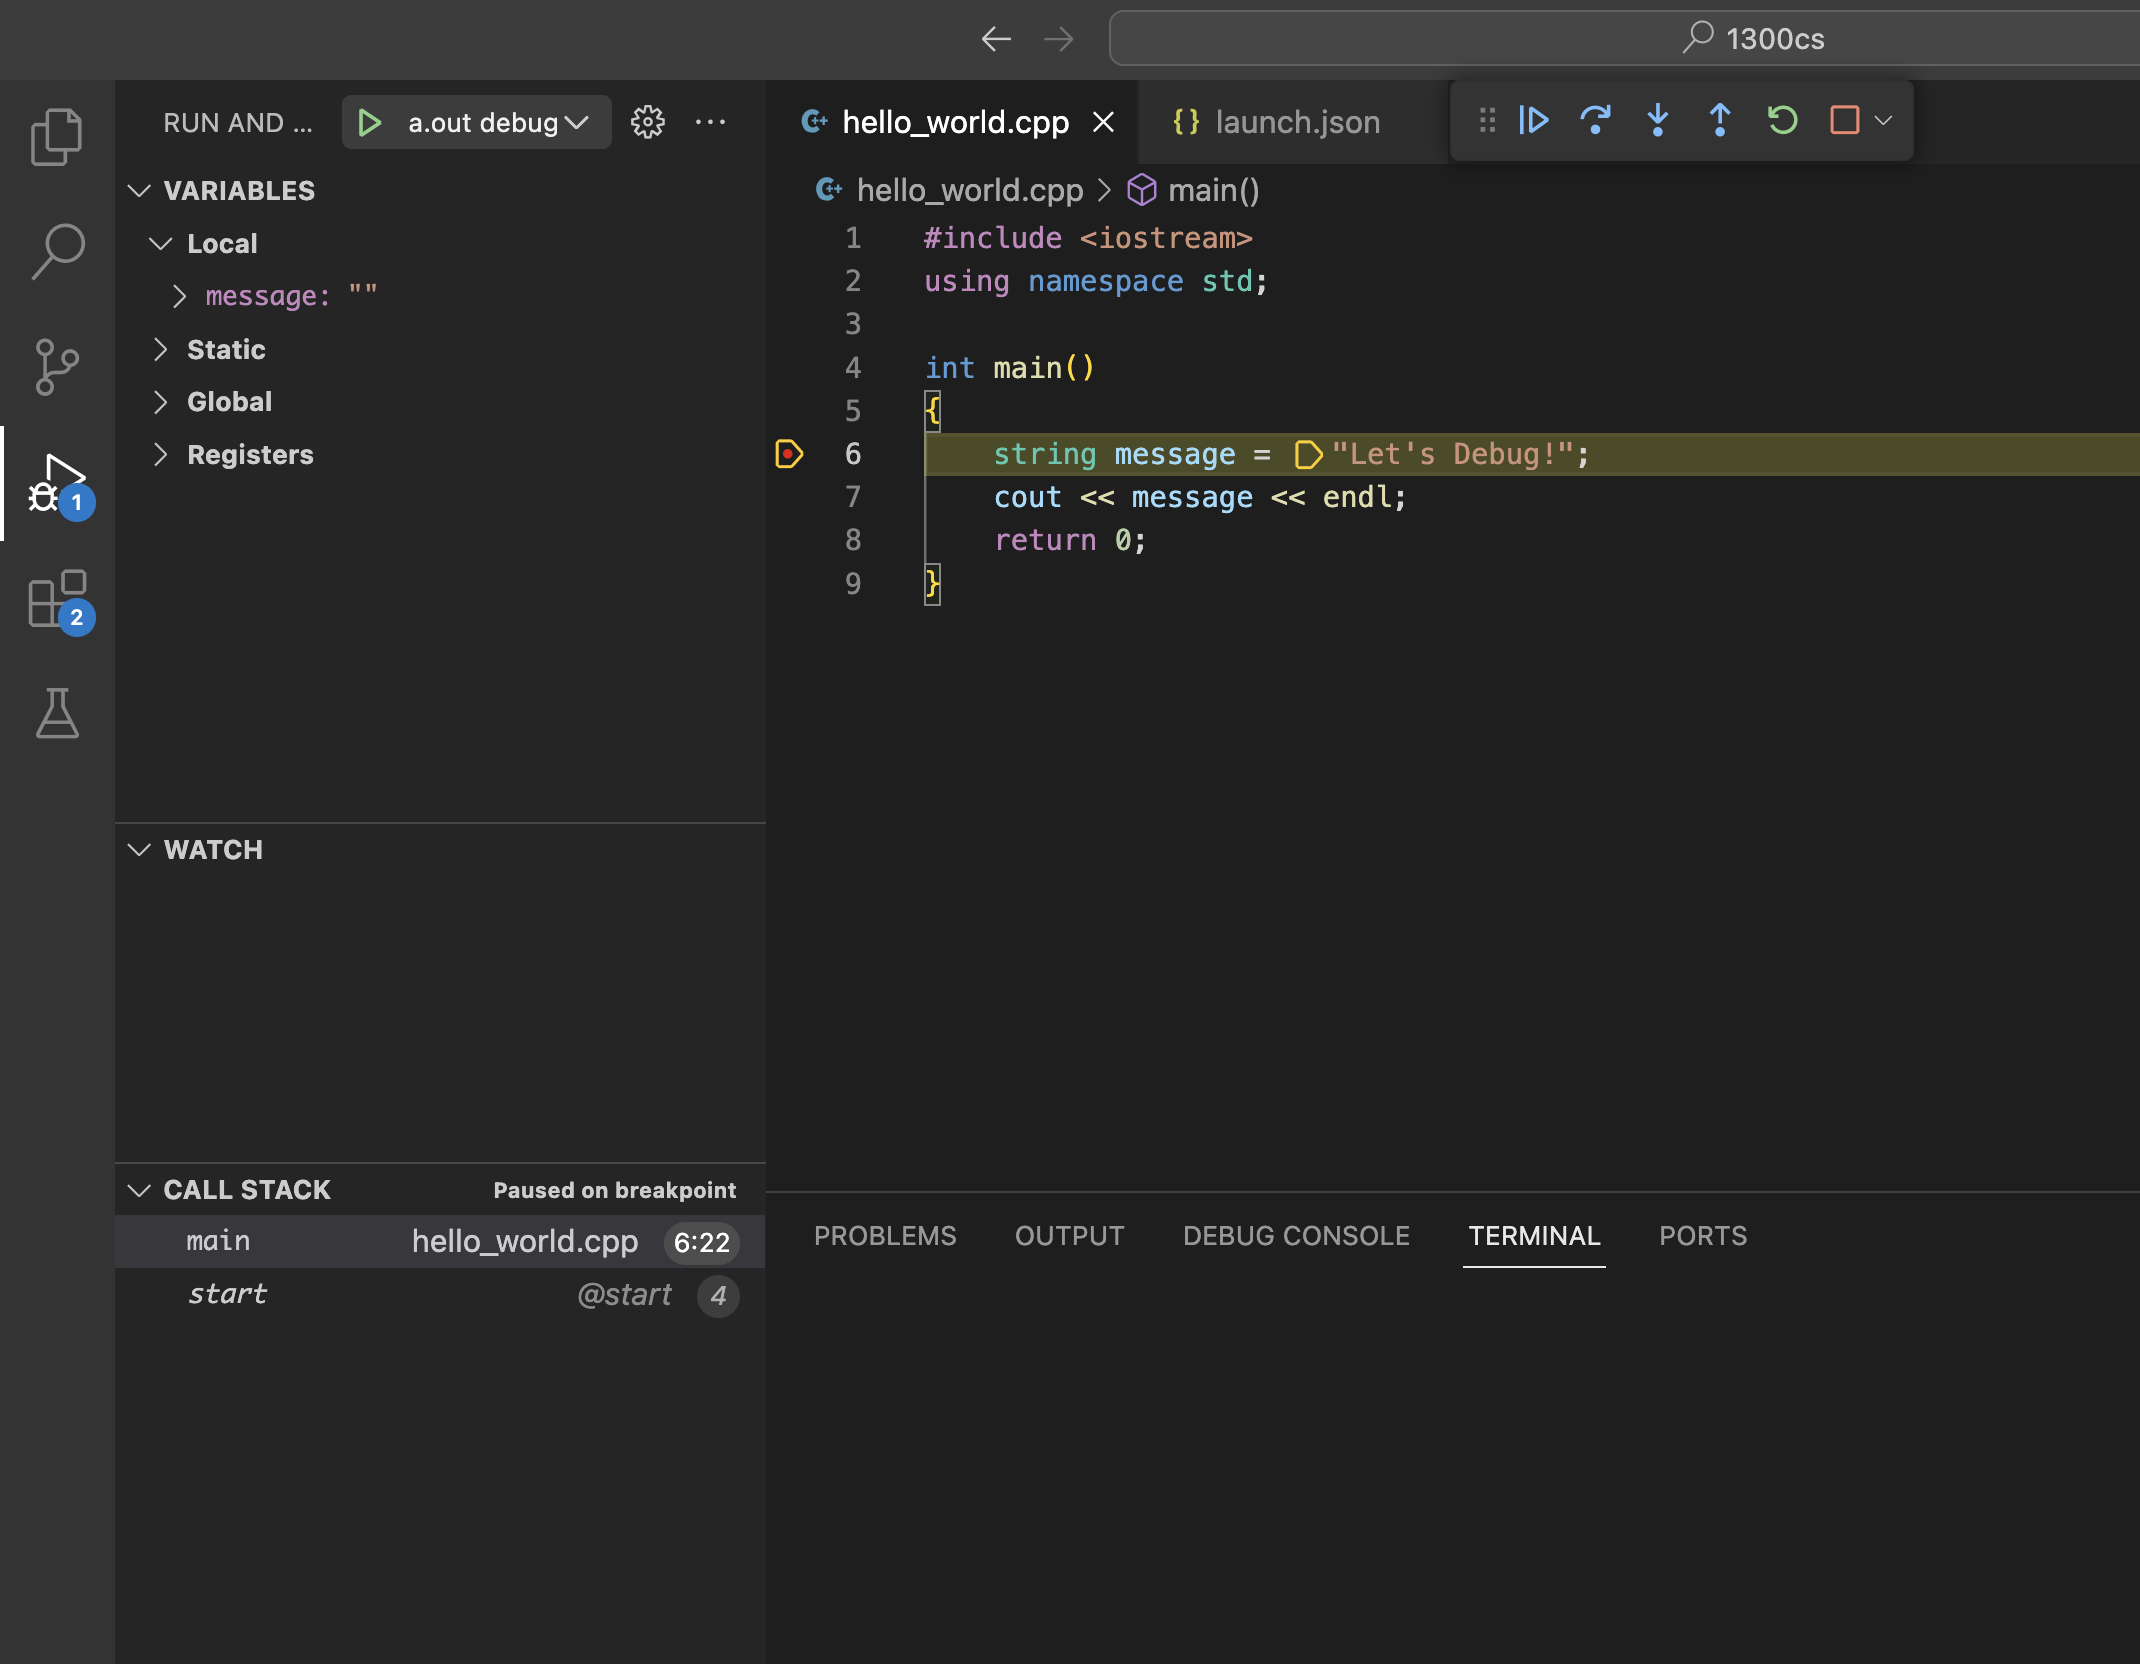 1300cs
RUN AND ...
a.out debug
VARIABLES
Local
message: ""
Static
Global
Registers
1
2
WATCH
CALL STACK
Paused on breakpoint
main hello_world.cpp 6:22
start @start 4
hello_world.cpp
{} launch.json
hello_world.cpp > main()
1 #include <iostream>
2 using namespace std;
3
4 int main()
5 {
6 string message = "Let's Debug!";
7 cout << message << endl;
8 return 0;
9 }
PROBLEMS OUTPUT DEBUG CONSOLE TERMINAL PORTS